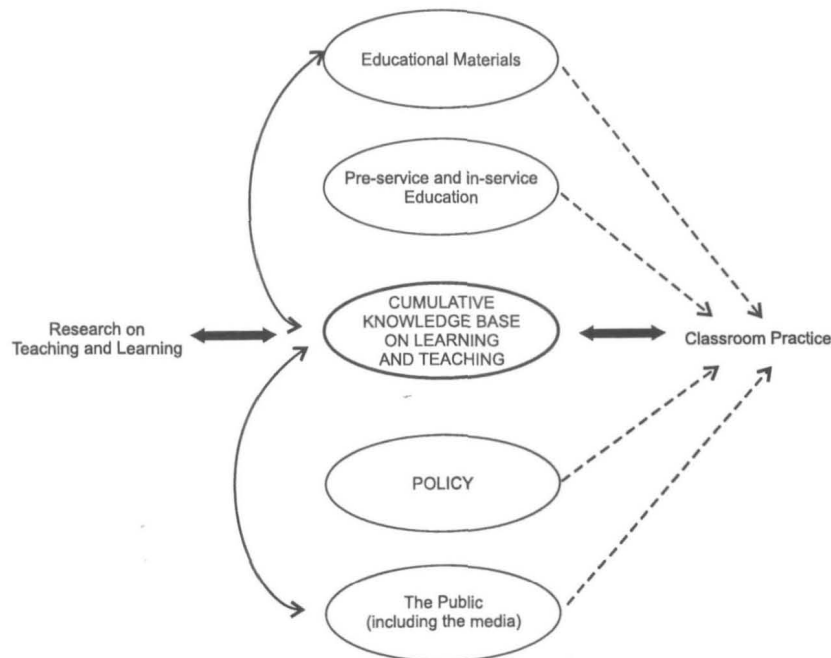 Educational Materials
Pre-service and in-service
Education
CUMULATIVE
KNOWLEDGE BASE
ON LEARNING
AND TEACHING
Research on
Teaching and Learning
Classroom Practice
POLICY
The Public
(including the media)